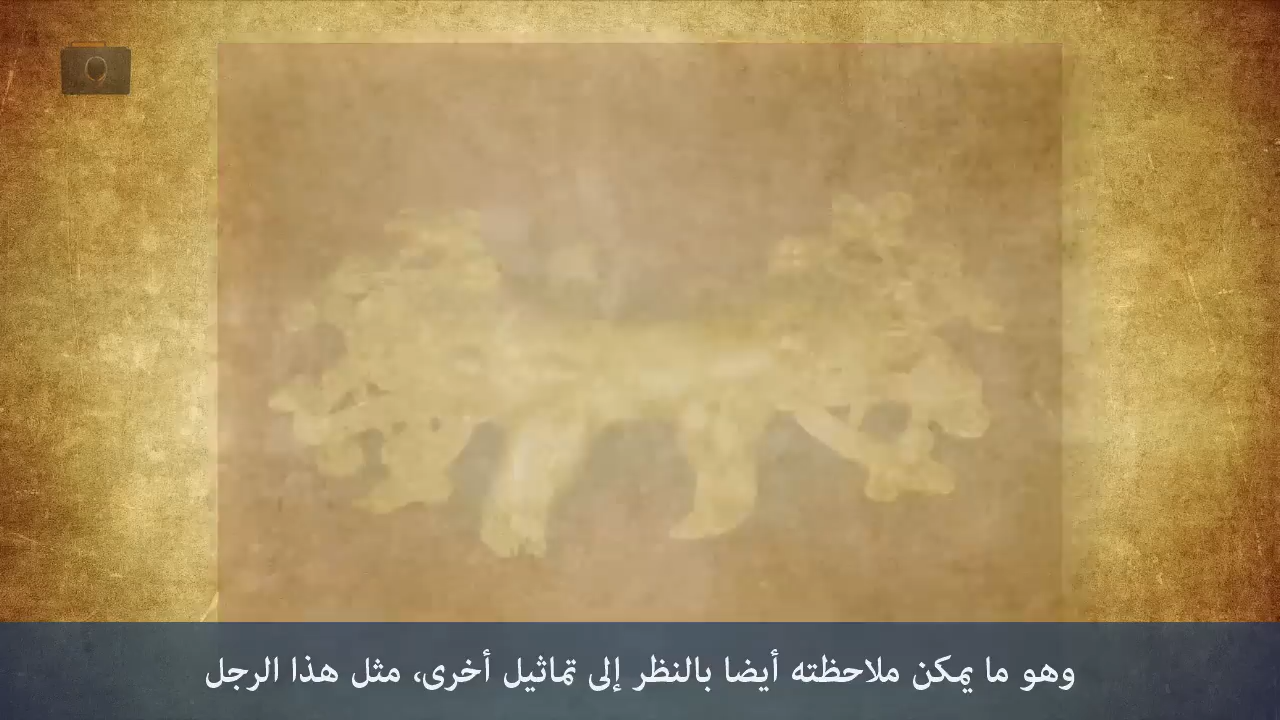 وهو ما يمكن ملاحظته أيضا بالنظر إلى تماثيل أخرى، مثل هذا الرجل